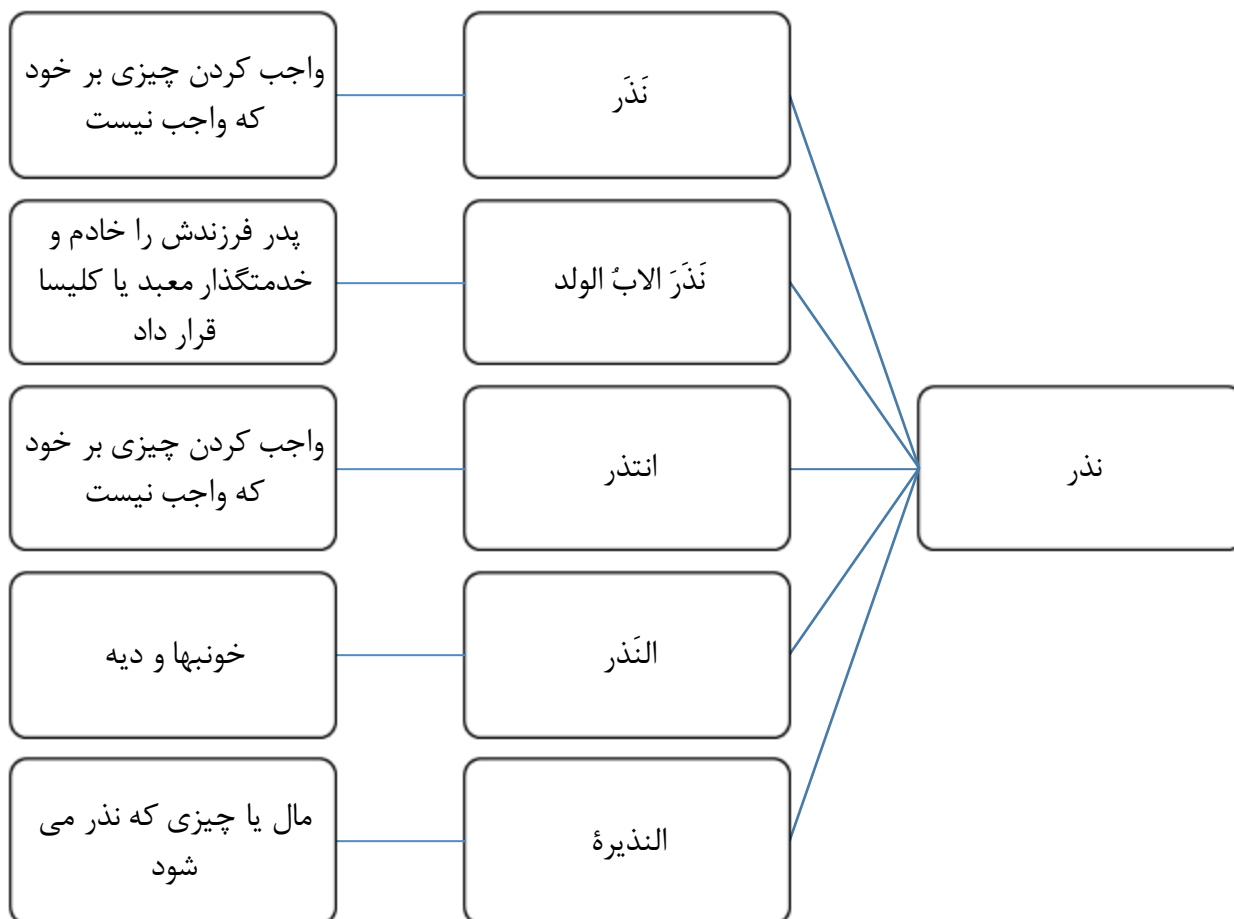 نذر
نَذَر
واجب کردن چیزی بر خود
که واجب نیست
نَذَرَ الابُ الولد
پدر فرزندش را خادم و
خدمتگذار معبد یا کلیسا
قرار داد
انتذر
واجب کردن چیزی بر خود
که واجب نیست
النَذر
خونبها و دیه
النذیرۀ
مال یا چیزی که نذر می
شود